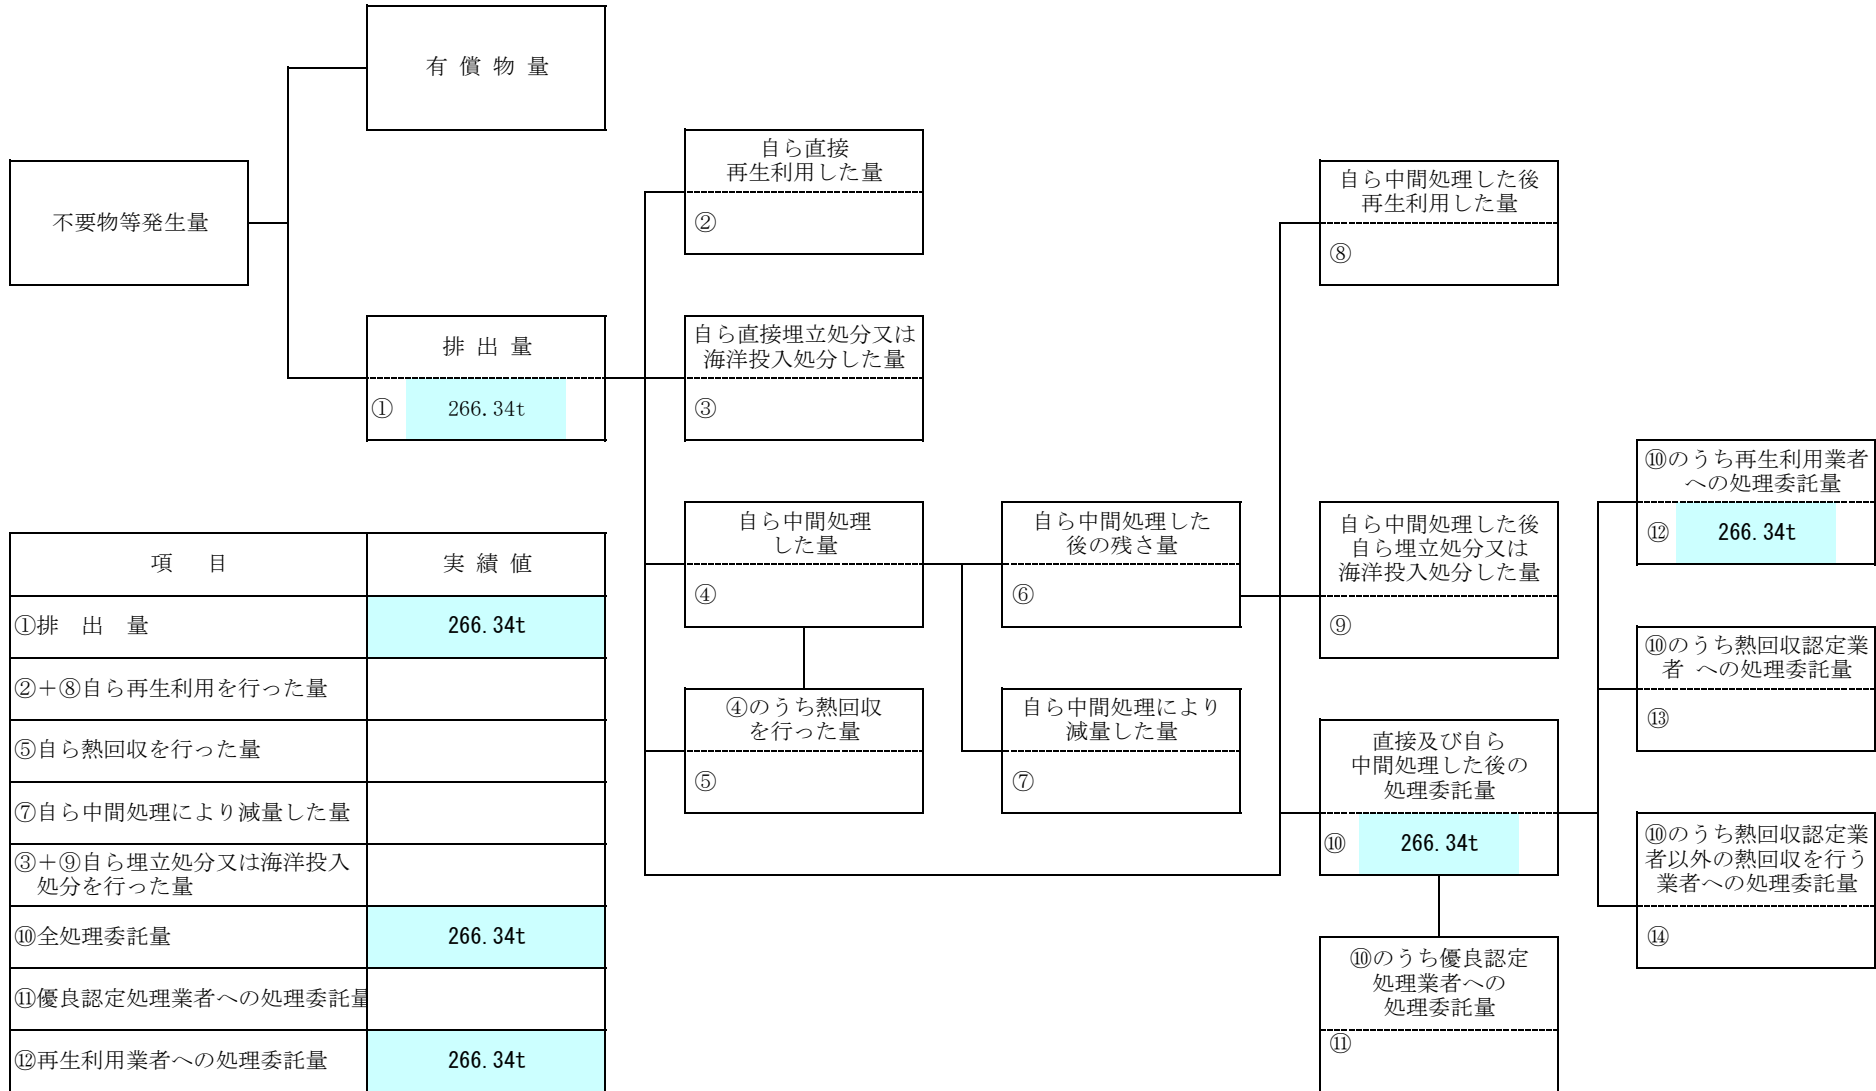 有 償 物 量
不要物等発生量
排 出 量
① 266.34t
自ら直接
再生利用した量
②
自ら直接埋立処分又は
海洋投入処分した量
③
自ら中間処理
した量
④
④のうち熱回収
を行った量
⑤
自ら中間処理した
後の残さ量
⑥
自ら中間処理により
減量した量
⑦
自ら中間処理した後
再生利用した量
⑧
自ら中間処理した後
自ら埋立処分又は
海洋投入処分した量
⑨
直接及び自ら
中間処理した後の
処理委託量
⑩ 266.34t
⑩のうち優良認定
処理業者への
処理委託量
⑪
⑩のうち再生利用業者
への処理委託量
⑫ 266.34t
⑩のうち熱回収認定業
者 への処理委託量
⑬
⑩のうち熱回収認定業
者以外の熱回収を行う
業者への処理委託量
⑭
項 目 実 績 値
①排 出 量 266.34t
②+⑧自ら再生利用を行った量
⑤自ら熱回収を行った量
⑦自ら中間処理により減量した量
③+⑨自ら埋立処分又は海洋投入
処分を行った量
⑩全処理委託量 266.34t
⑪優良認定処理業者への処理委託量
⑫再生利用業者への処理委託量 266.34t